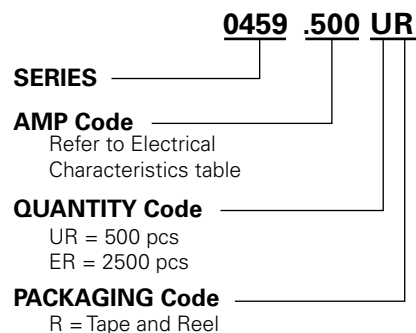 0459 .500 UR
SERIES
AMP Code
Refer to Electrical
Characteristics table
QUANTITY Code
UR = 500 pcs
ER = 2500 pcs
PACKAGING Code
R = Tape and Reel